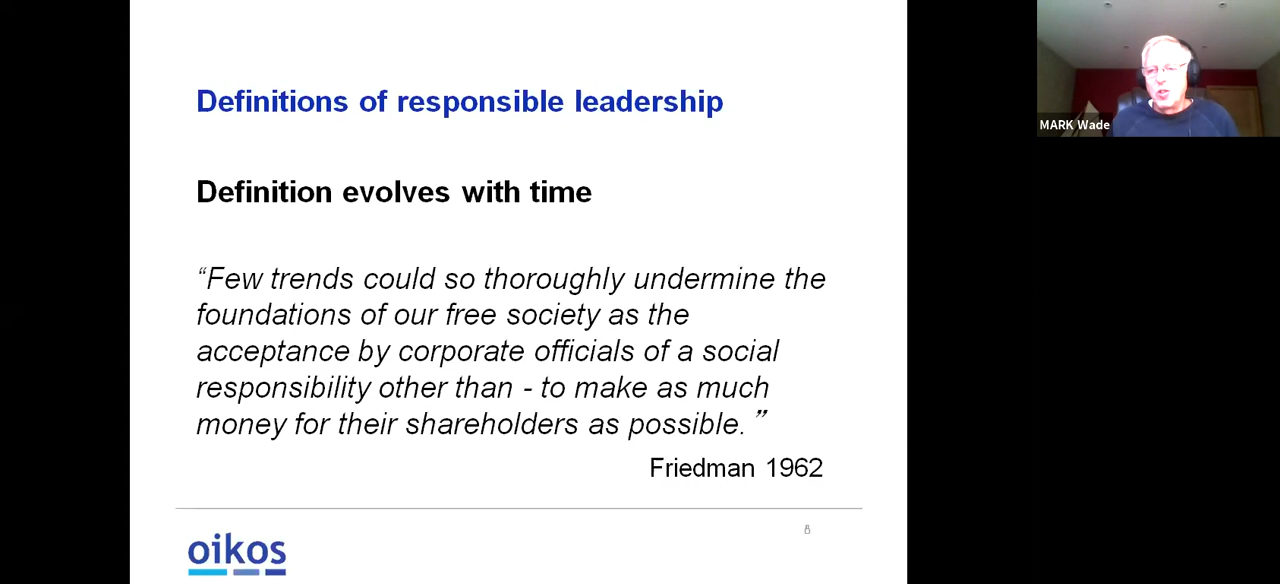 Definitions of responsible leadership
MARK Wade
Definition evolves with time
“Few trends could so thoroughly undermine the
foundations of our free society as the
acceptance by corporate officials of a social
responsibility other than - to make as much
money for their shareholders as possible.”
Friedman 1962
oikos
8